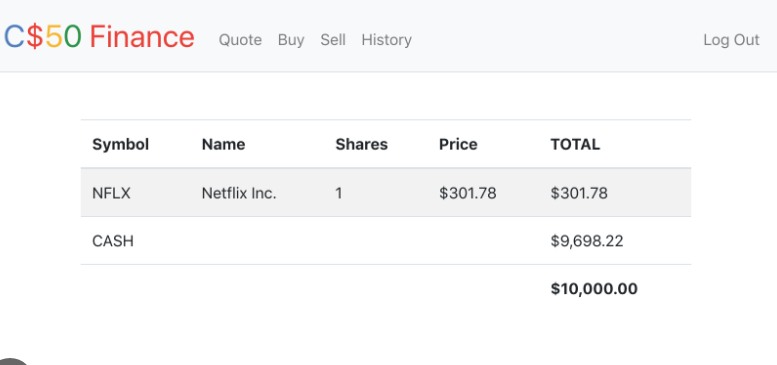 C$50 Finance Quote Buy Sell History Log Out
Symbol Name Shares Price TOTAL
NFLX Netflix Inc. 1 $301.78 $301.78
CASH $9,698.22
$10,000.00